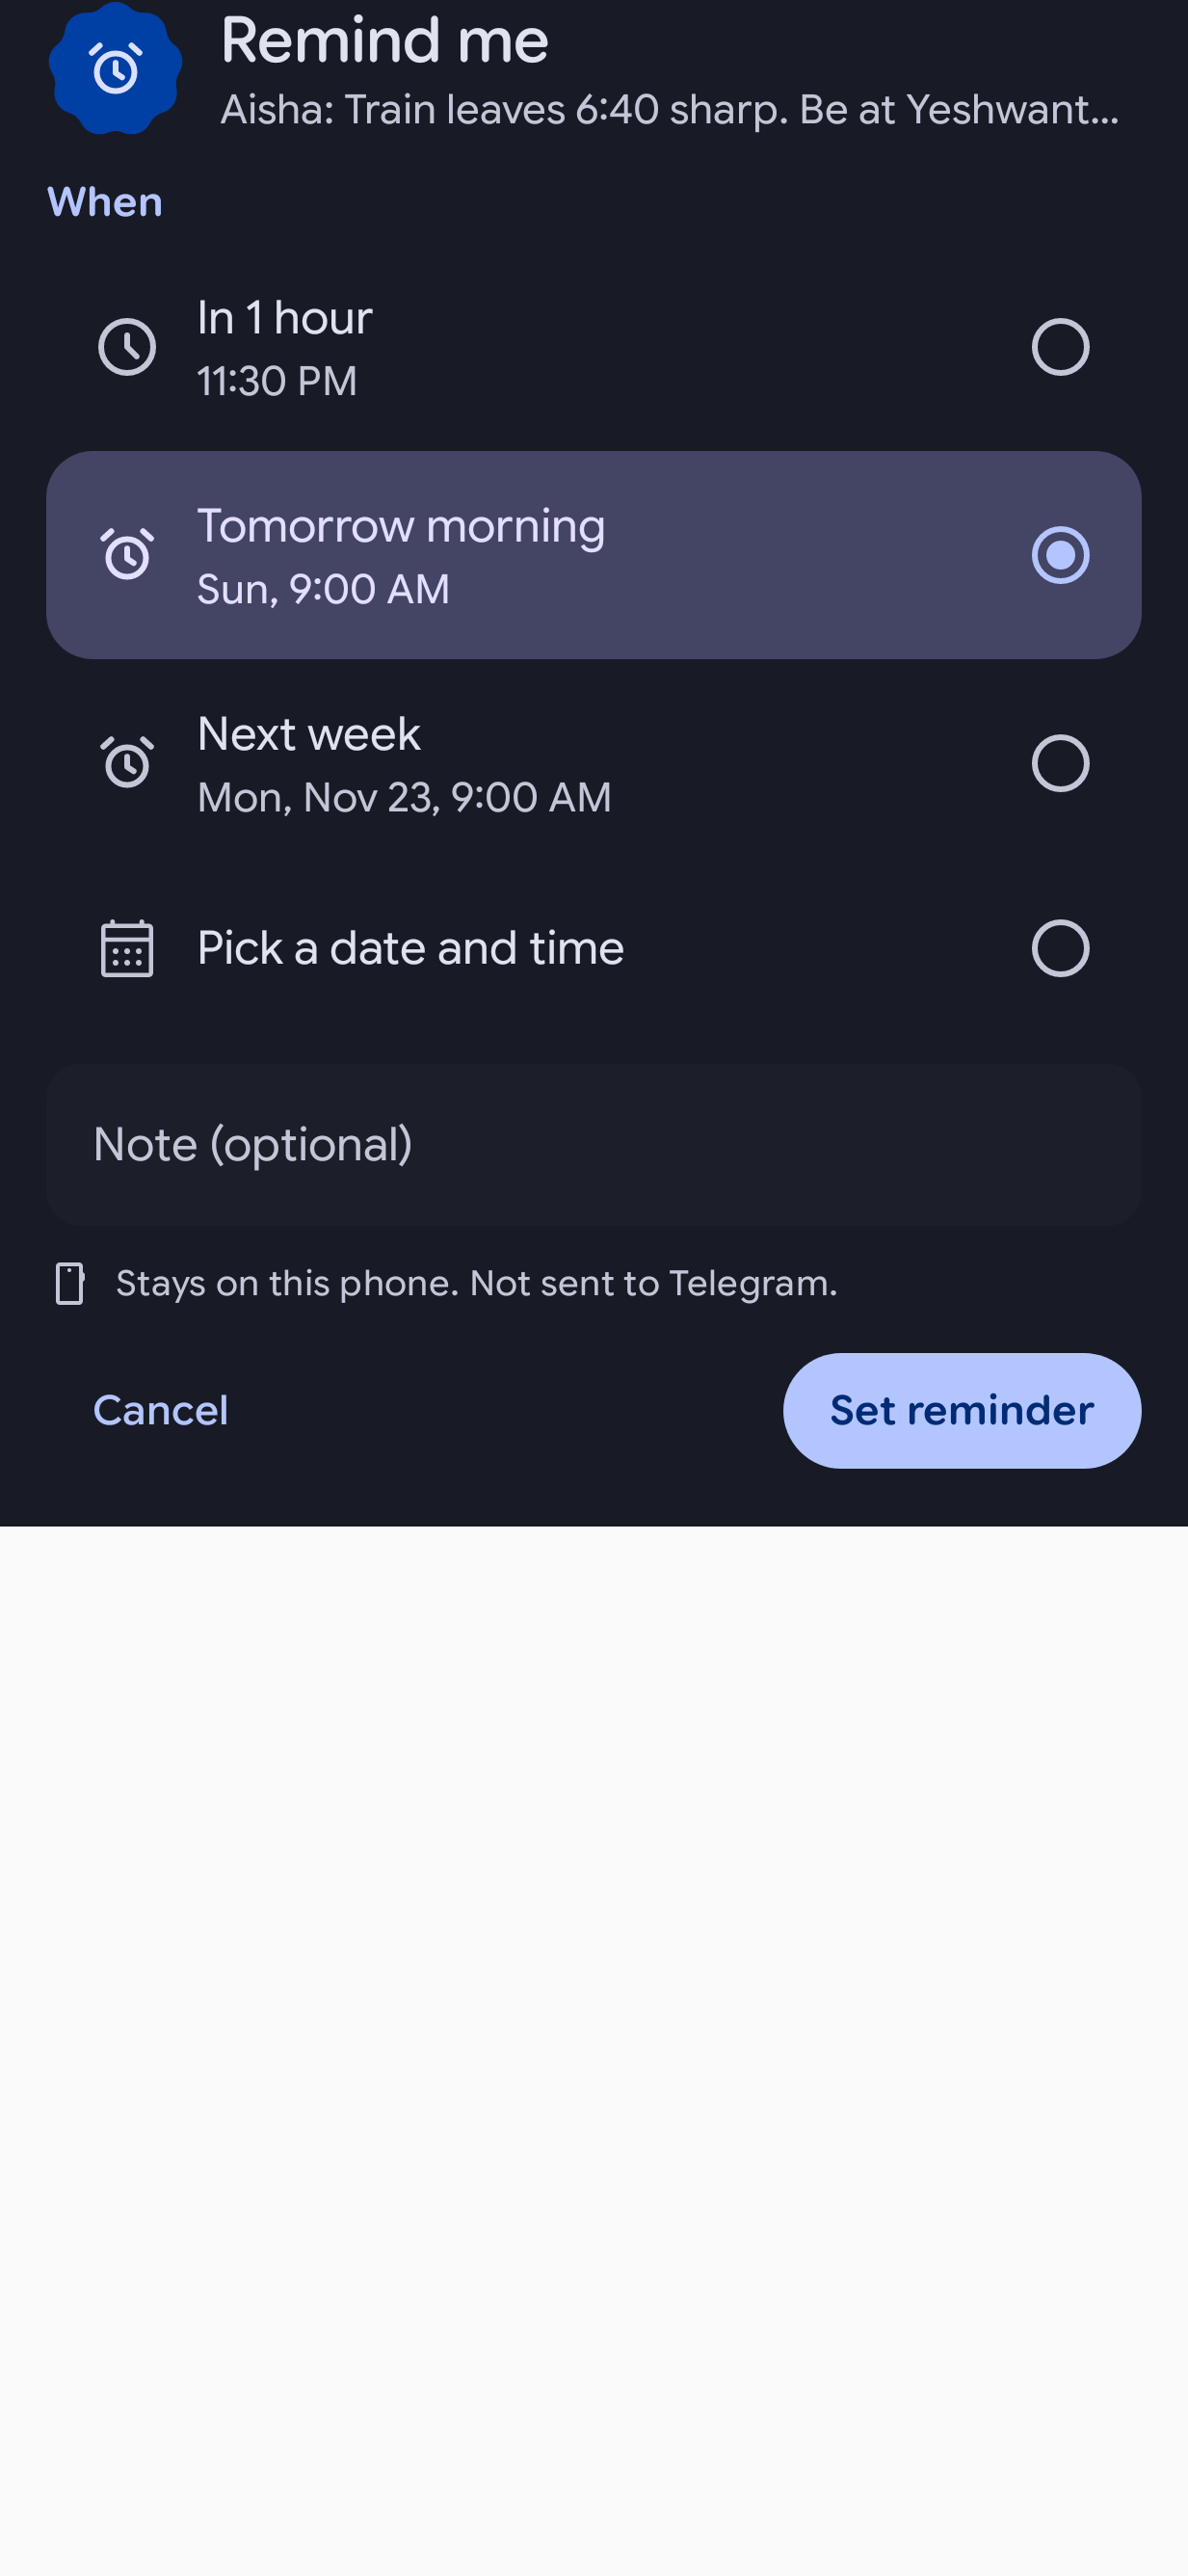 Remind me
Aisha: Train leaves 6:40 sharp. Be at Yeshwant...
When
In 1 hour
11:30 PM
Tomorrow morning
Sun, 9:00 AM
Next week
Mon, Nov 23, 9:00 AM
Pick a date and time
Note (optional)
Stays on this phone. Not sent to Telegram.
Cancel
Set reminder